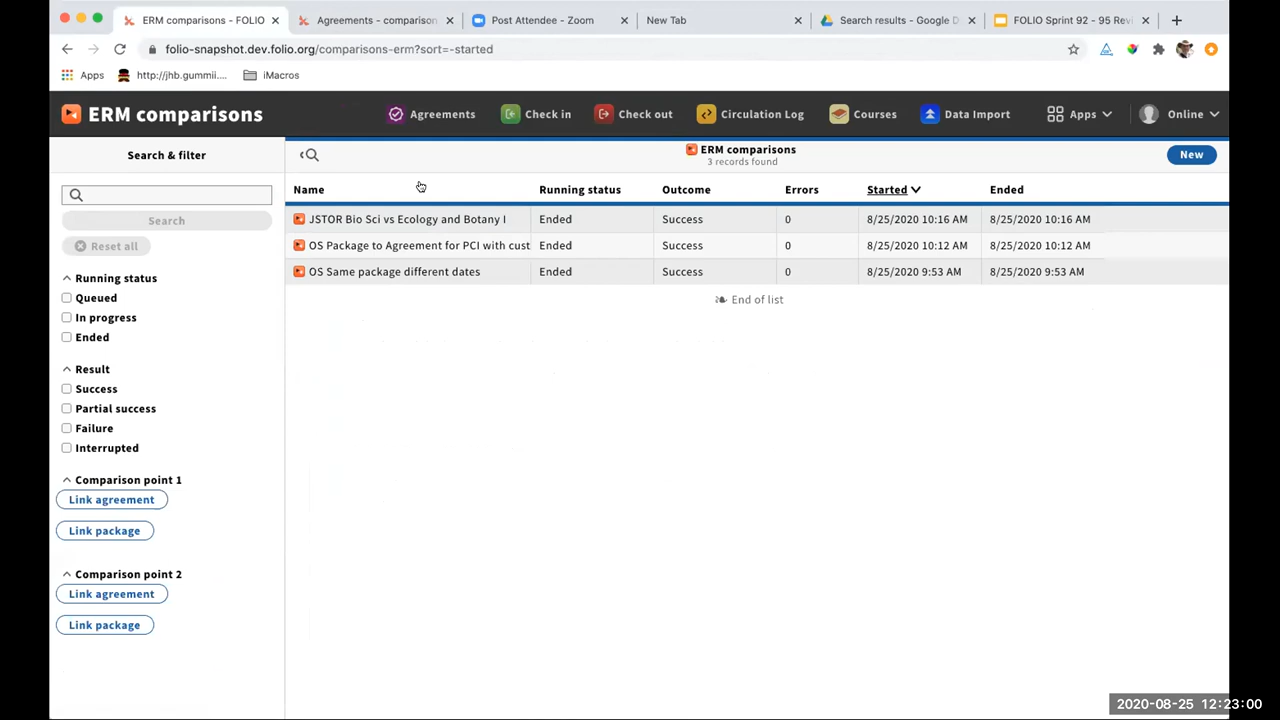 ERM comparisons - FOLIO
Agreements - comparison
Post Attendee - Zoom
New Tab
Search results - Google D
FOLIO Sprint 92 - 95 Revi
folio-snapshot.dev.folio.org/comparisons-erm?sort=-started
Apps
http://jhb.gummii....
iMacros
ERM comparisons
Agreements
Check in
Check out
Circulation Log
Courses
Data Import
Apps
Online
Search & filter
ERM comparisons
3 records found
New
Search
Reset all
Running status
Queued
In progress
Ended
Result
Success
Partial success
Failure
Interrupted
Comparison point 1
Link agreement
Link package
Comparison point 2
Link agreement
Link package
Name Running status Outcome Errors Started Ended
JSTOR Bio Sci vs Ecology and Botany I Ended Success 0 8/25/2020 10:16 AM 8/25/2020 10:16 AM
OS Package to Agreement for PCI with cust Ended Success 0 8/25/2020 10:12 AM 8/25/2020 10:12 AM
OS Same package different dates Ended Success 0 8/25/2020 9:53 AM 8/25/2020 9:53 AM
End of list
2020-08-25 12:23:00